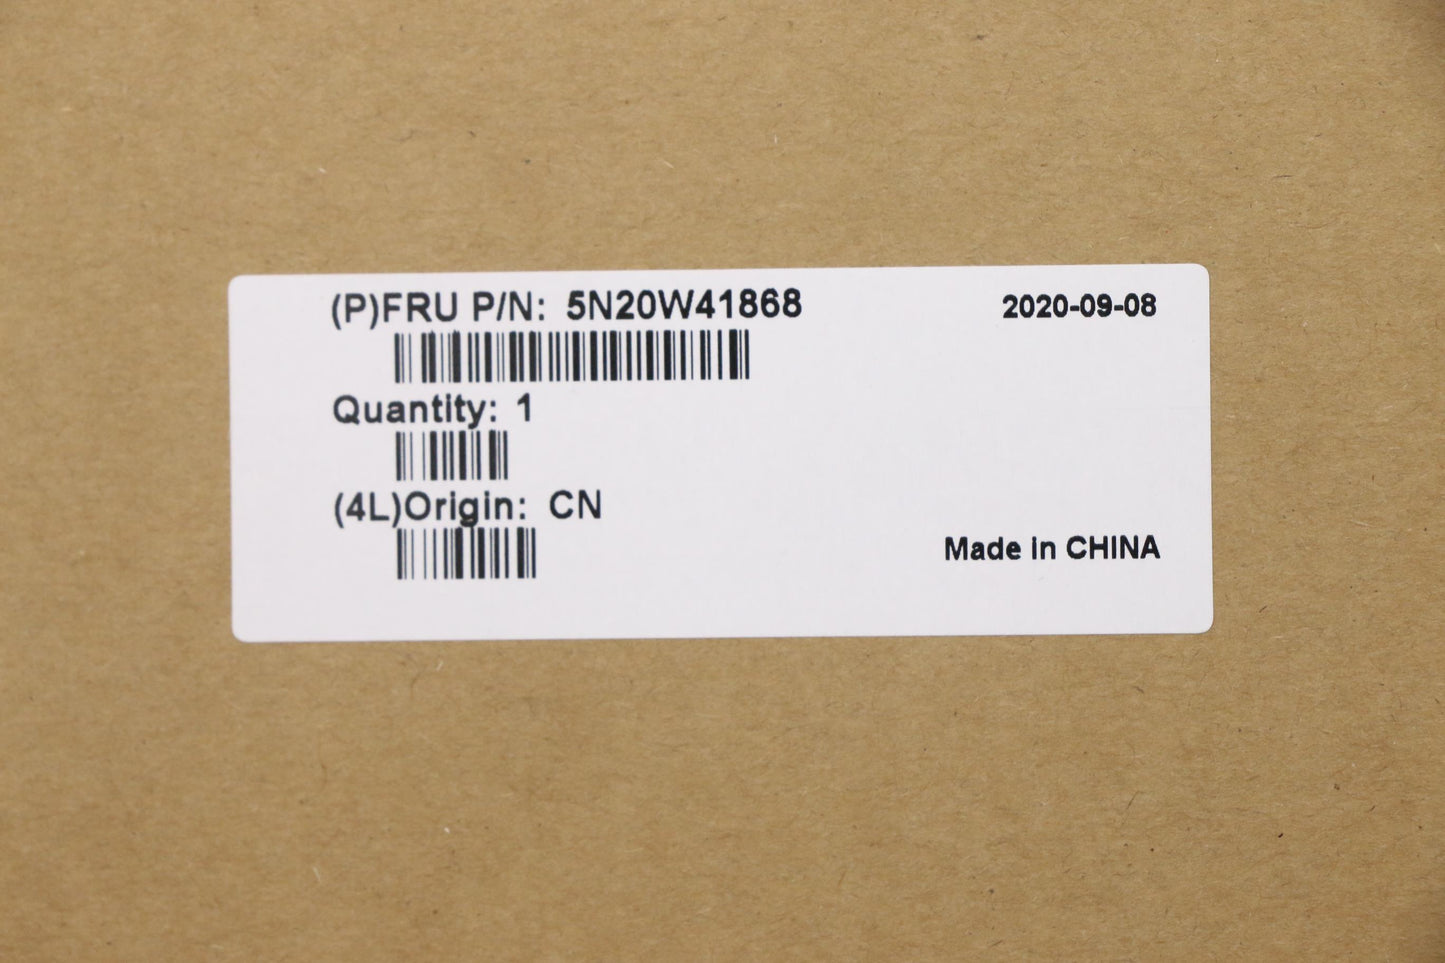 (P)FRU P/N: 5N20W41868
2020-09-08
Quantity: 1
(4L)Origin: CN
Made in CHINA